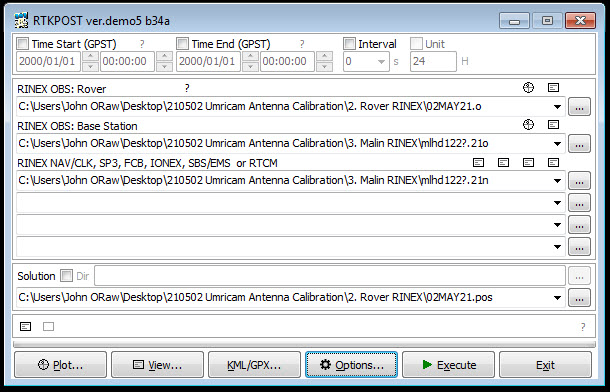 RTKPOST ver.demo5 b34a
Time Start (GPST) ? Time End (GPST) ? Interval Unit
2000/01/01 00:00:00 2000/01/01 00:00:00 0 s 24 H
RINEX OBS: Rover ?
C:\Users\John ORaw\Desktop\210502 Umricam Antenna Calibration\2. Rover RINEX\02MAY21.o ...
RINEX OBS: Base Station
C:\Users\John ORaw\Desktop\210502 Umricam Antenna Calibration\3. Malin RINEX\mlhd122?.21o ...
RINEX NAV/CLK, SP3, FCB, IONEX, SBS/EMS or RTCM
C:\Users\John ORaw\Desktop\210502 Umricam Antenna Calibration\3. Malin RINEX\mlhd122?.21n ...
...
...
...
Solution Dir ...
C:\Users\John ORaw\Desktop\210502 Umricam Antenna Calibration\2. Rover RINEX\02MAY21.pos ...
?
Plot... View... KML/GPX... Options... Execute Exit